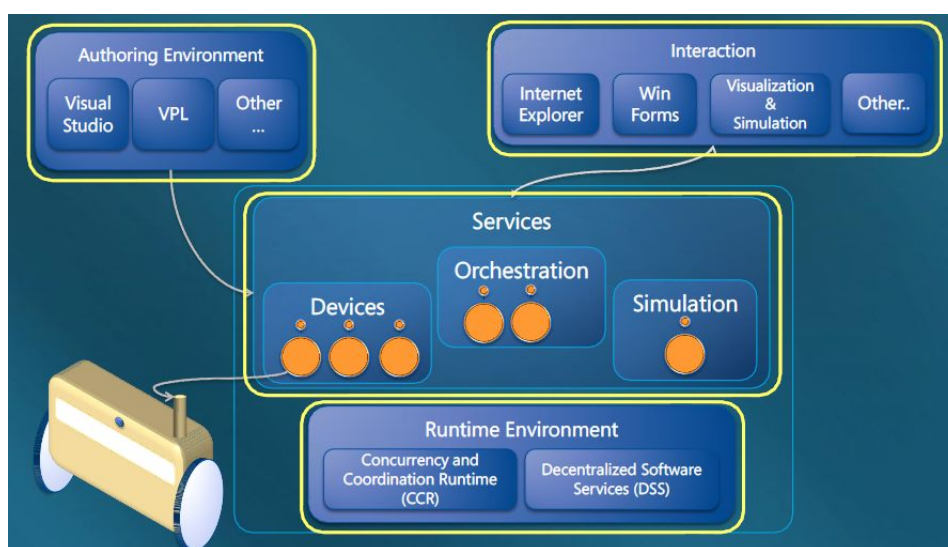 Authoring Environment
Visual
Studio
VPL
Other
...
Interaction
Internet
Explorer
Win
Forms
Visualization
&
Simulation
Other..
Services
Orchestration
Devices
Simulation
Runtime Environment
Concurrency and
Coordination Runtime
(CCR)
Decentralized Software
Services (DSS)